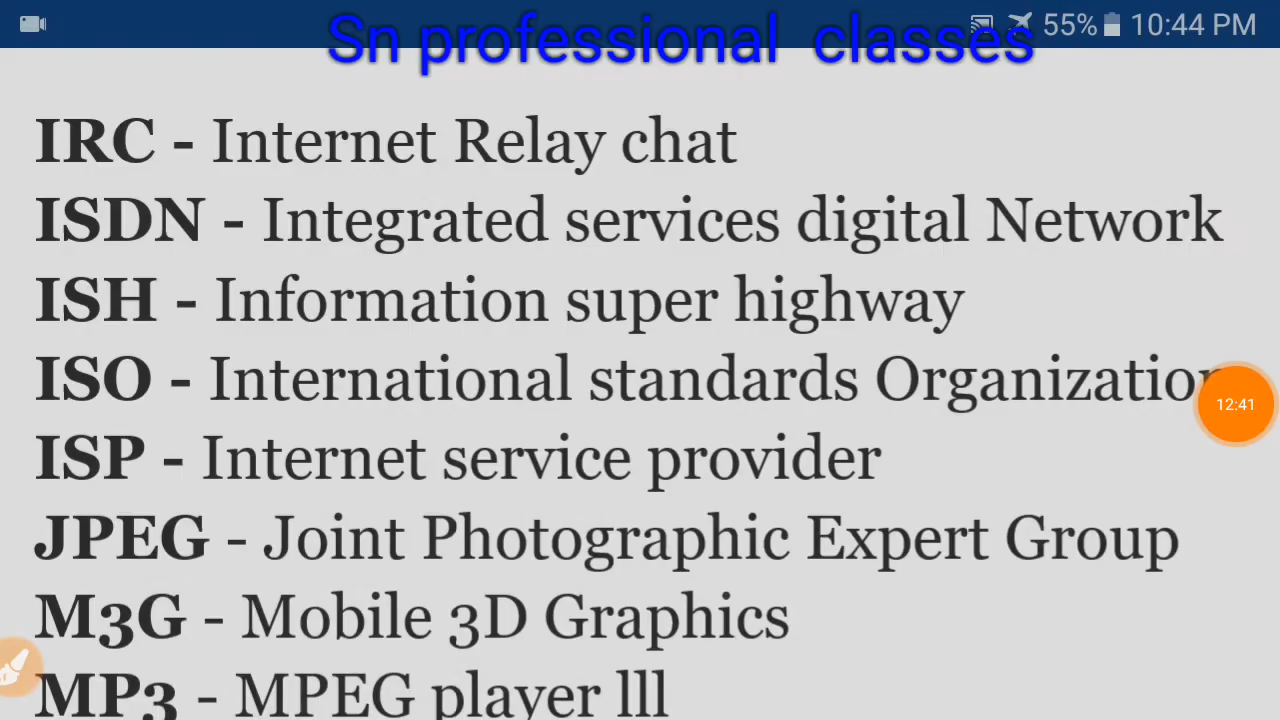 Sn professional classes
55% 10:44 PM
IRC - Internet Relay chat
ISDN - Integrated services digital Network
ISH - Information super highway
ISO - International standards Organization
12:41
ISP - Internet service provider
JPEG - Joint Photographic Expert Group
M3G - Mobile 3D Graphics
MP3 - MPEG player lll